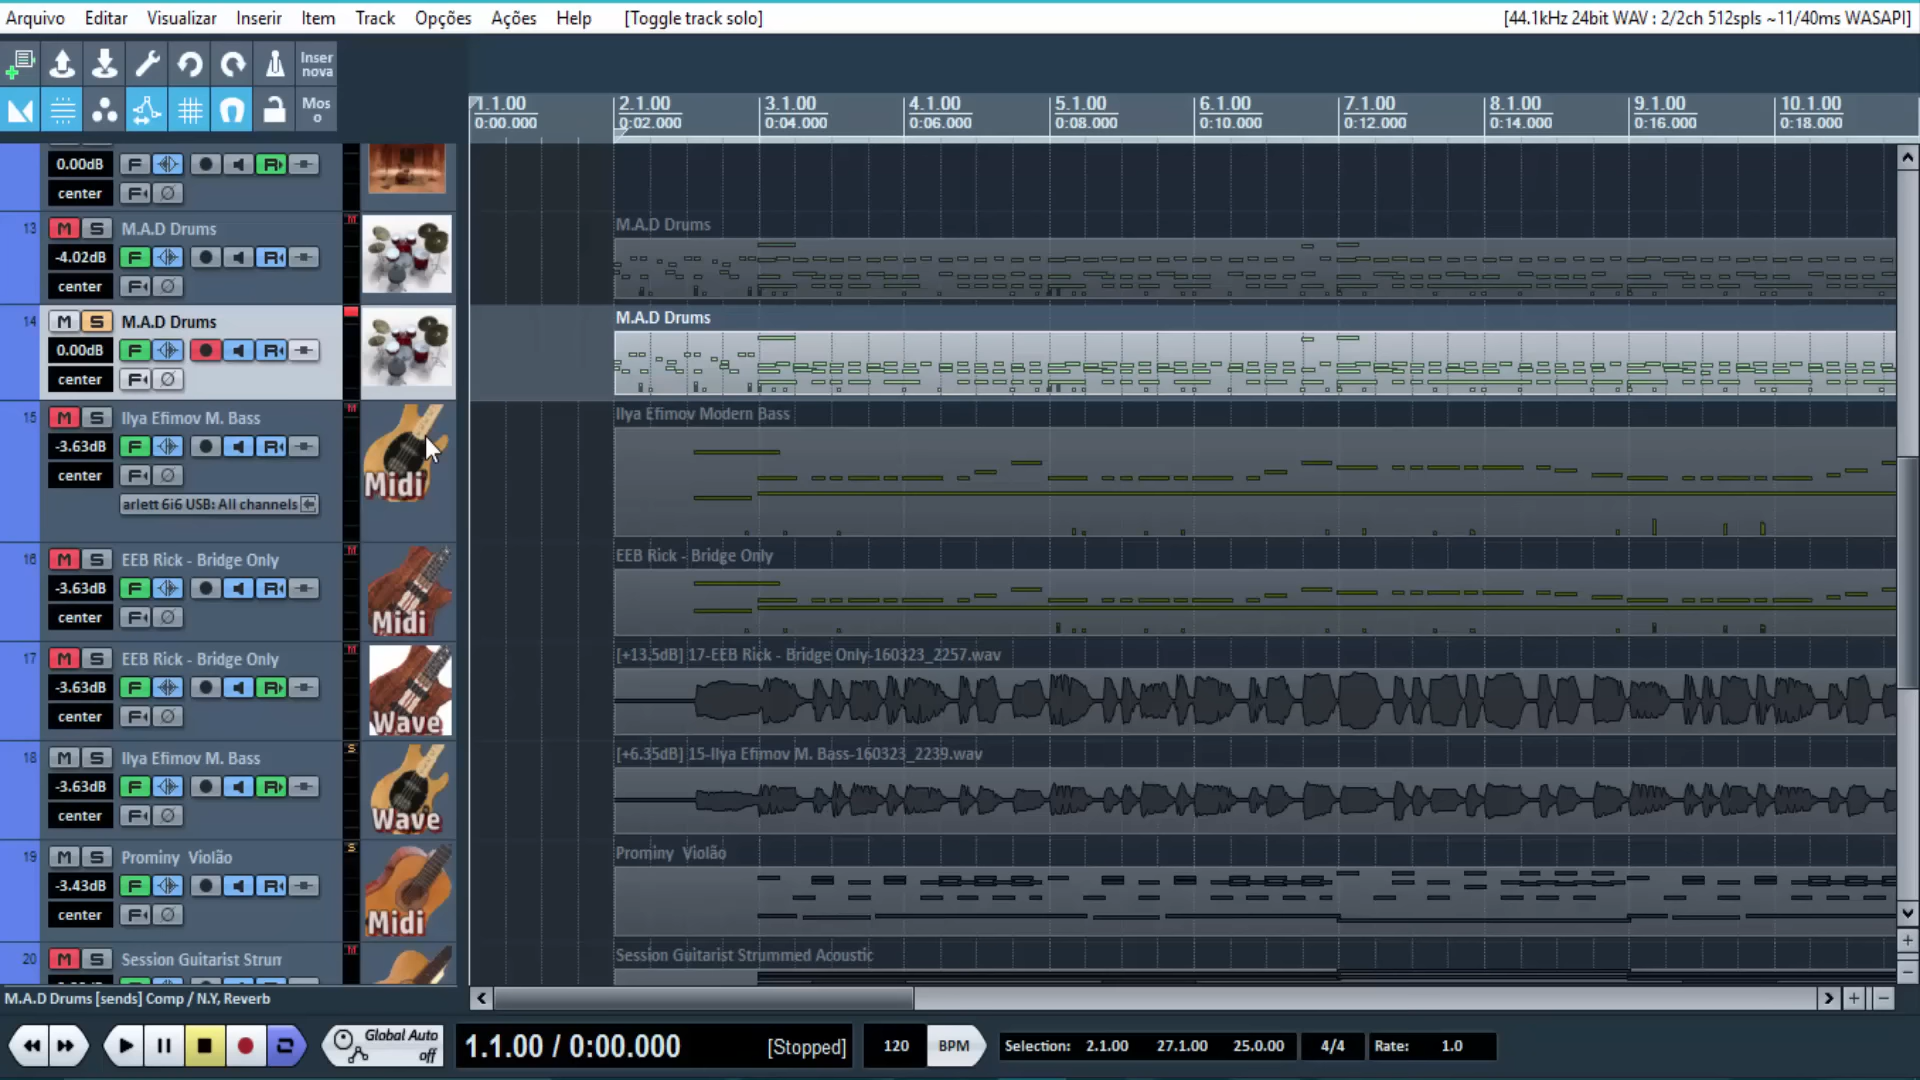 Arquivo Editar Visualizar Inserir Item Track Opções Ações Help [Toggle track solo] [44.1kHz 24bit WAV : 2/2ch 512spls ~11/40ms WASAPI]
Inser
nova
Mos
o
1.1.00 2.1.00 3.1.00 4.1.00 5.1.00 6.1.00 7.1.00 8.1.00 9.1.00 10.1.00
0:00.000 0:02.000 0:04.000 0:06.000 0:08.000 0:10.000 0:12.000 0:14.000 0:16.000 0:18.000
0.00dB F R
center F
13 M S M.A.D Drums M M.A.D Drums
-4.02dB F R
center F
14 M S M.A.D Drums M.A.D Drums
0.00dB F R
center F
15 M S Ilya Efimov M. Bass M Ilya Efimov Modern Bass
-3.63dB F R
center F Midi
arlett 6i6 USB: All channels
16 M S EEB Rick - Bridge Only M EEB Rick - Bridge Only
-3.63dB F R
center F Midi
17 M S EEB Rick - Bridge Only M [+13.5dB] 17-EEB Rick - Bridge Only-160323_2257.wav
-3.63dB F R
center F Wave
18 M S Ilya Efimov M. Bass S [+6.35dB] 15-Ilya Efimov M. Bass-160323_2239.wav
-3.63dB F R
center F Wave
19 M S Prominy Violão S Prominy Violão
-3.43dB F R
center F Midi
20 M S Session Guitarist Strum M Session Guitarist Strummed Acoustic
M.A.D Drums [sends] Comp / N.Y, Reverb
Global Auto
off
1.1.00 / 0:00.000 [Stopped] 120 BPM Selection: 2.1.00 27.1.00 25.0.00 4/4 Rate: 1.0